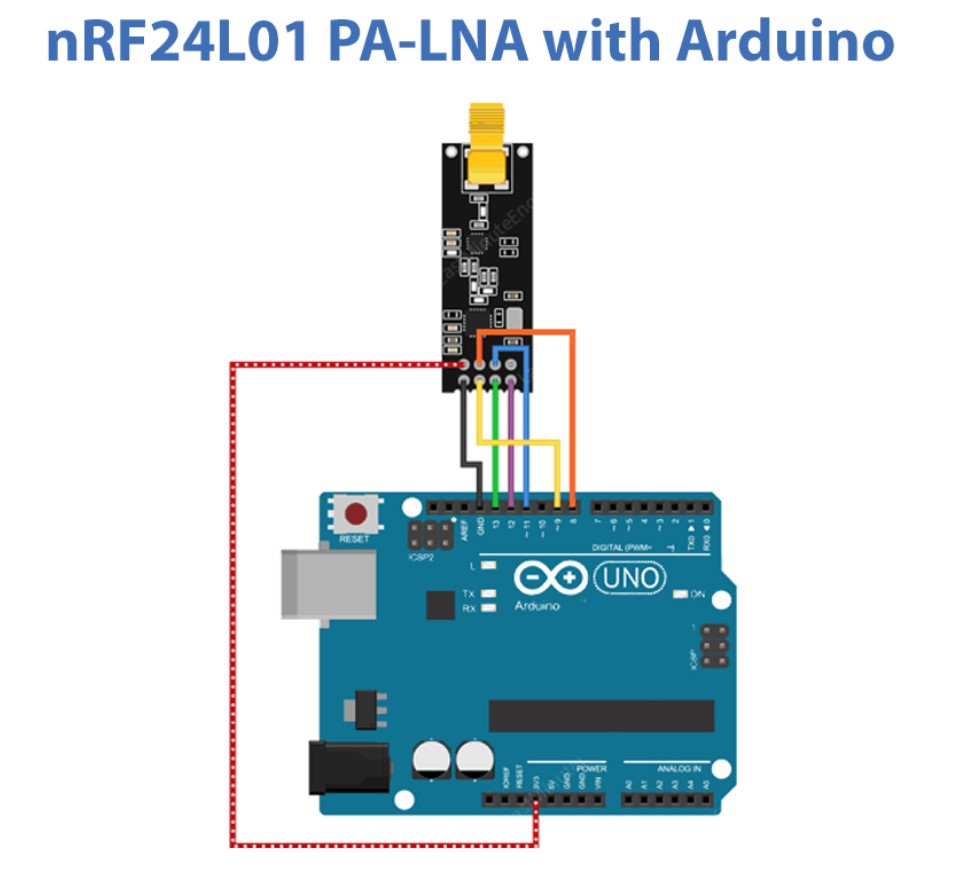 nRF24L01 PA-LNA with Arduino
RESET
ICSP2
AREF
GND
13
12
~11
~10
~9
8
7
~6
~5
4
~3
2
TX0 ▶ 1
RX0 ◀ 0
DIGITAL (PWM=
L
TX
RX
UNO
Arduino
ON
ICSP
1
POWER
ANALOG IN
IOREF
RESET
3V3
5V
GND
GND
VIN
A0
A1
A2
A3
A4
A5